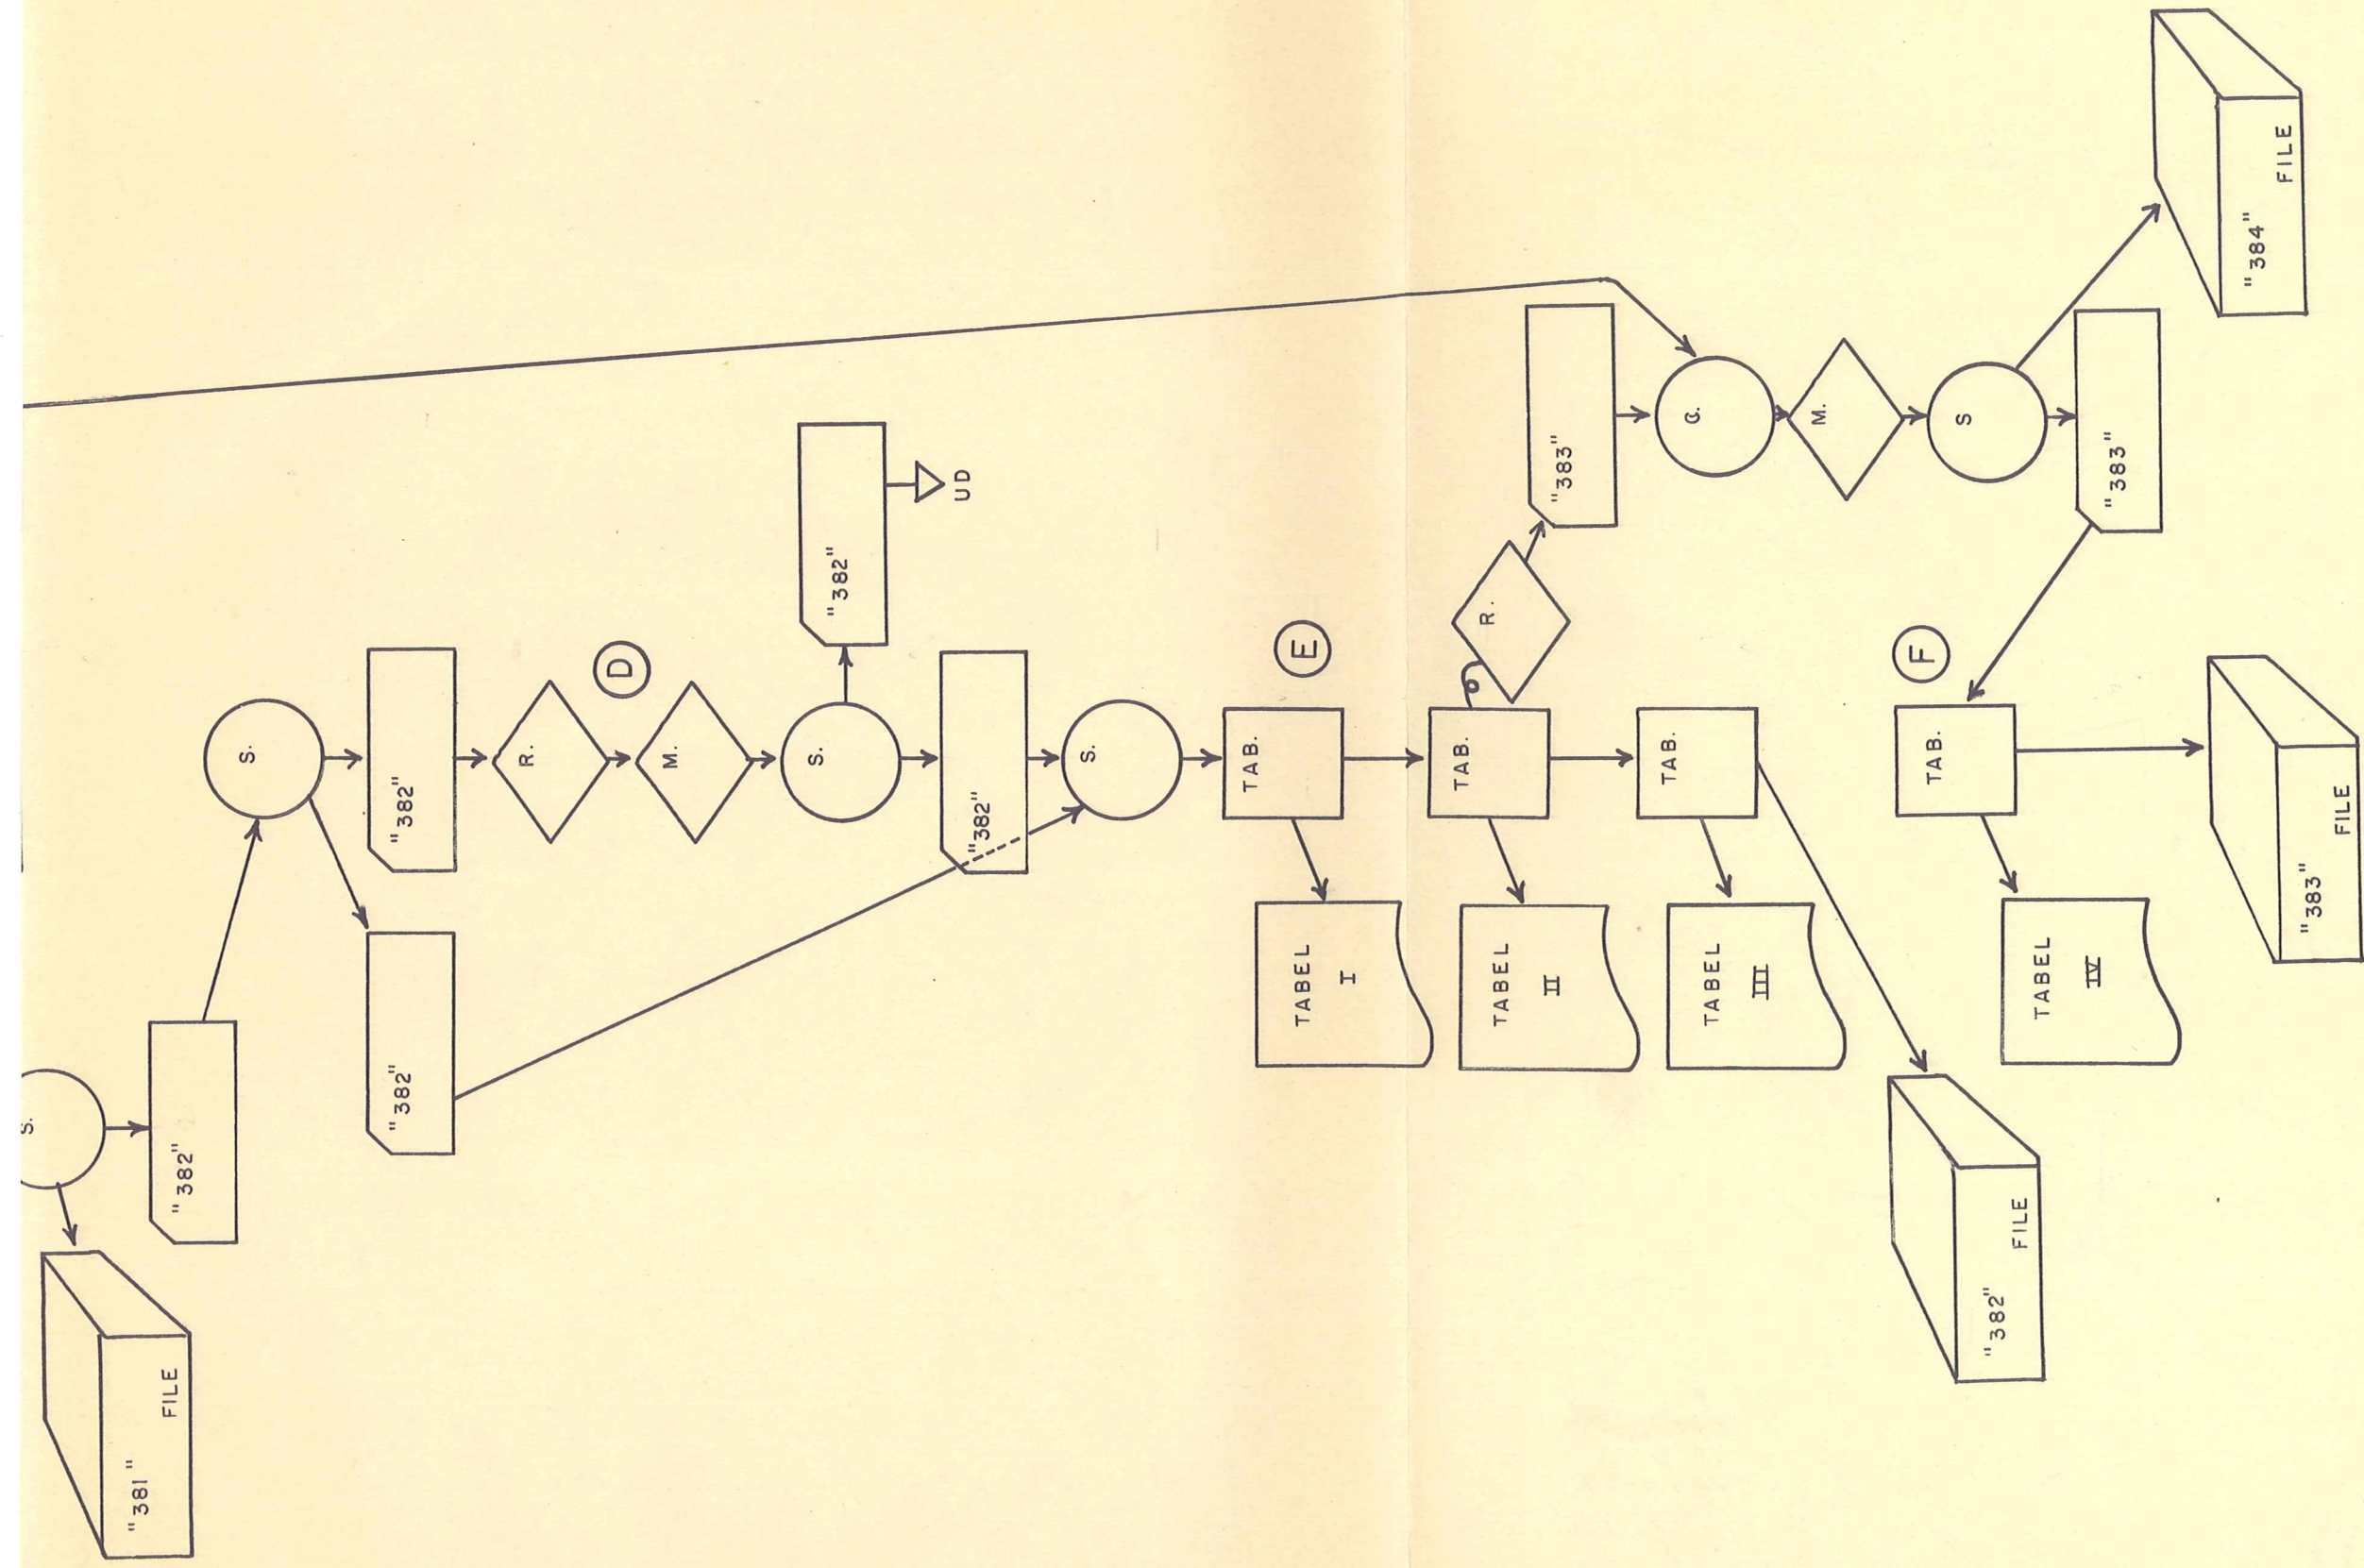 S.
"381"
FILE
"382"
S.
"382"
"382"
R.
D
M.
S.
"382"
UD
"382"
S.
TAB.
E
TABEL
I
TAB.
R.
"383"
TABEL
II
TAB.
TABEL
III
G.
M.
S
"384"
FILE
"383"
F
TAB.
TABEL
IV
"382"
FILE
"383"
FILE